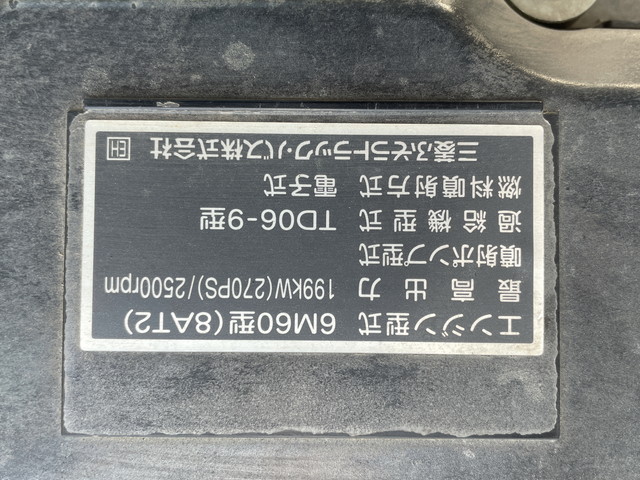 エンジン型式 6M60型(8AT2)
最高出力 199kW(270PS)/2500rpm
噴射ポンプ型式
過給機型式 TD06-9型
燃料噴射方式 電子式
三菱ふそうトラック・バス株式会社 EH